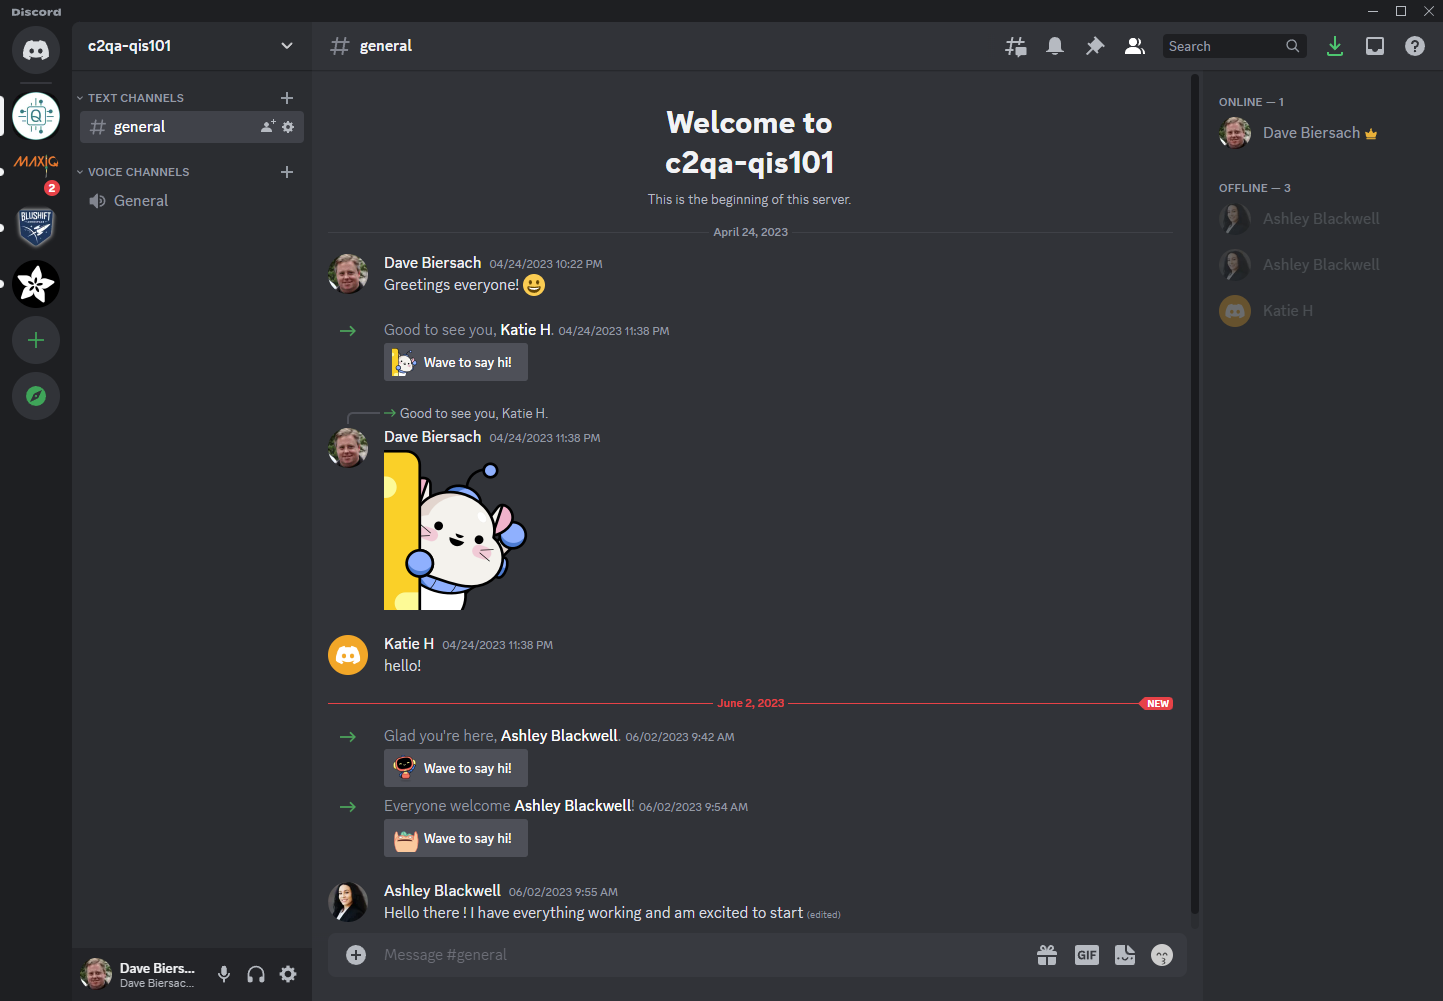 Discord
c2qa-qis101
general
Search
TEXT CHANNELS
general
VOICE CHANNELS
General
MAXIQ
2
BLUSHIFT
Q
Welcome to
c2qa-qis101
This is the beginning of this server.
April 24, 2023
Dave Biersach 04/24/2023 10:22 PM
Greetings everyone!
Good to see you, Katie H. 04/24/2023 11:38 PM
Wave to say hi!
Good to see you, Katie H.
Dave Biersach 04/24/2023 11:38 PM
Katie H 04/24/2023 11:38 PM
hello!
June 2, 2023
NEW
Glad you're here, Ashley Blackwell. 06/02/2023 9:42 AM
Wave to say hi!
Everyone welcome Ashley Blackwell! 06/02/2023 9:54 AM
Wave to say hi!
Ashley Blackwell 06/02/2023 9:55 AM
Hello there ! I have everything working and am excited to start (edited)
Message #general
GIF
ONLINE — 1
Dave Biersach
OFFLINE — 3
Ashley Blackwell
Ashley Blackwell
Katie H
Dave Biers...
Dave Biersac...